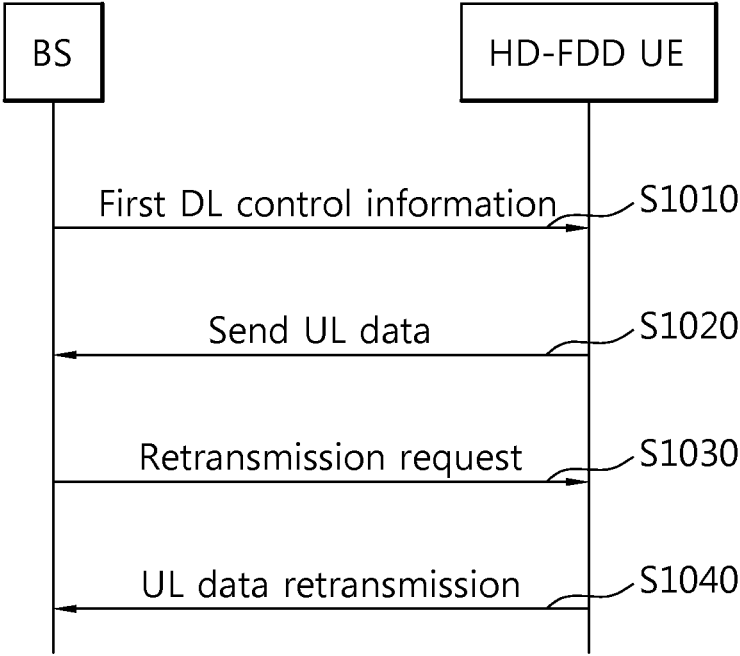 BS
HD-FDD UE
First DL control information
S1010
Send UL data
S1020
Retransmission request
S1030
UL data retransmission
S1040